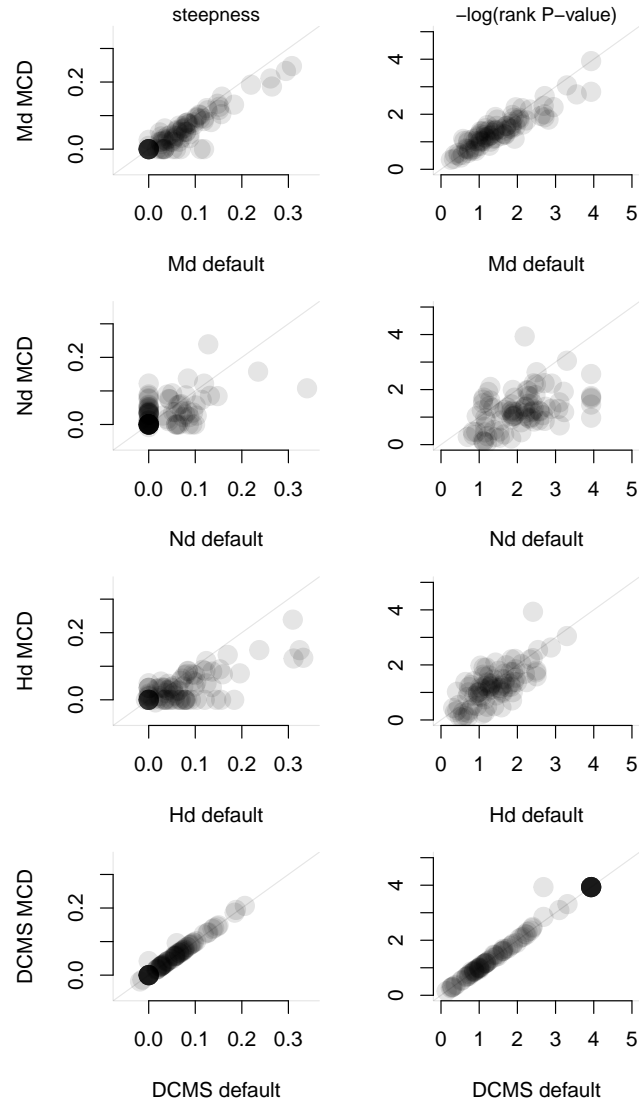 steepness
−log(rank P−value)
Md MCD
0.0
0.2
0.0 0.1 0.2 0.3
Md default
0
2
4
0 1 2 3 4 5
Md default
Nd MCD
0.0
0.2
0.0 0.1 0.2 0.3
Nd default
0
2
4
0 1 2 3 4 5
Nd default
Hd MCD
0.0
0.2
0.0 0.1 0.2 0.3
Hd default
0
2
4
0 1 2 3 4 5
Hd default
DCMS MCD
0.0
0.2
0.0 0.1 0.2 0.3
DCMS default
0
2
4
0 1 2 3 4 5
DCMS default